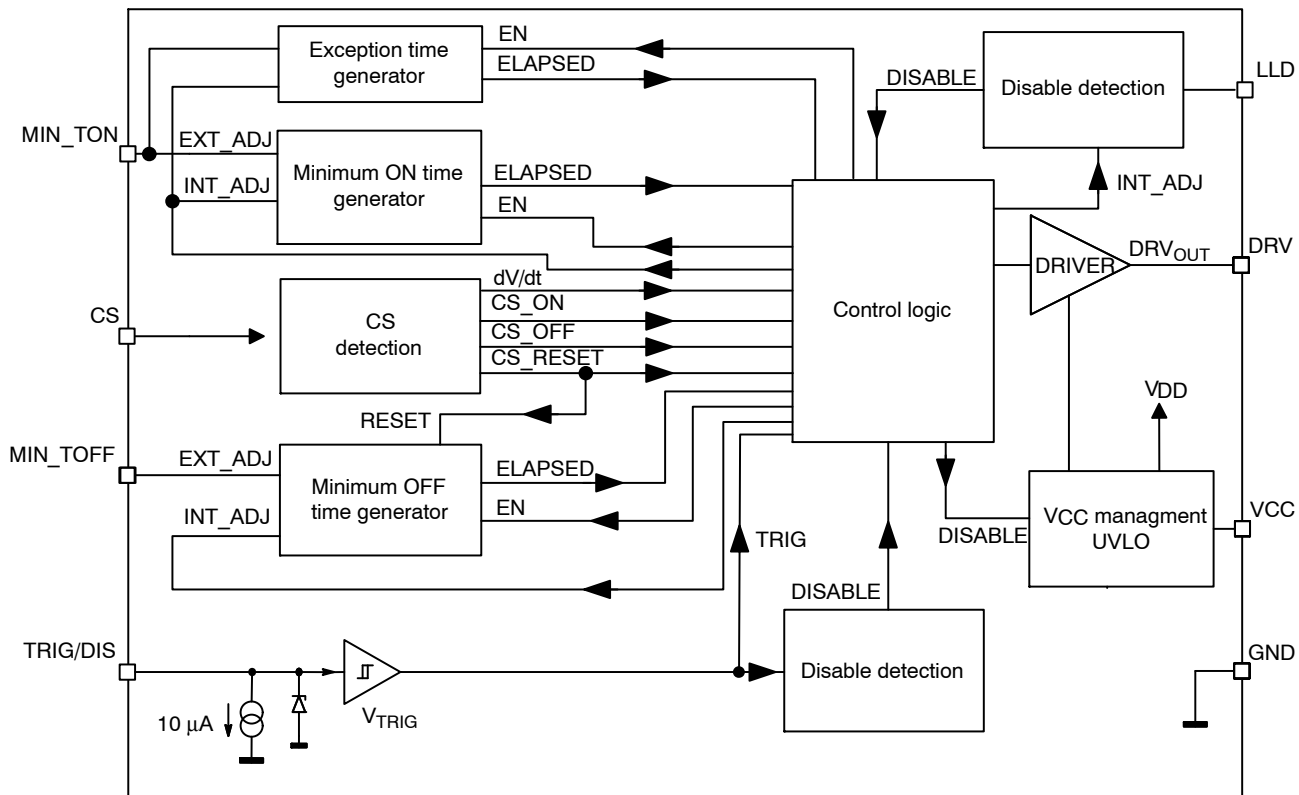 EN
Exception time
generator
ELAPSED
DISABLE
Disable detection
LLD
MIN_TON
EXT_ADJ
Minimum ON time
generator
ELAPSED
INT_ADJ
EN
INT_ADJ
DRIVER
DRVOUT
DRV
dV/dt
CS_ON
CS
CS
detection
CS_OFF
CS_RESET
Control logic
RESET
VDD
MIN_TOFF
EXT_ADJ
Minimum OFF
time generator
ELAPSED
INT_ADJ
EN
TRIG
DISABLE
VCC managment
UVLO
VCC
DISABLE
TRIG/DIS
10 μA
VTRIG
Disable detection
GND